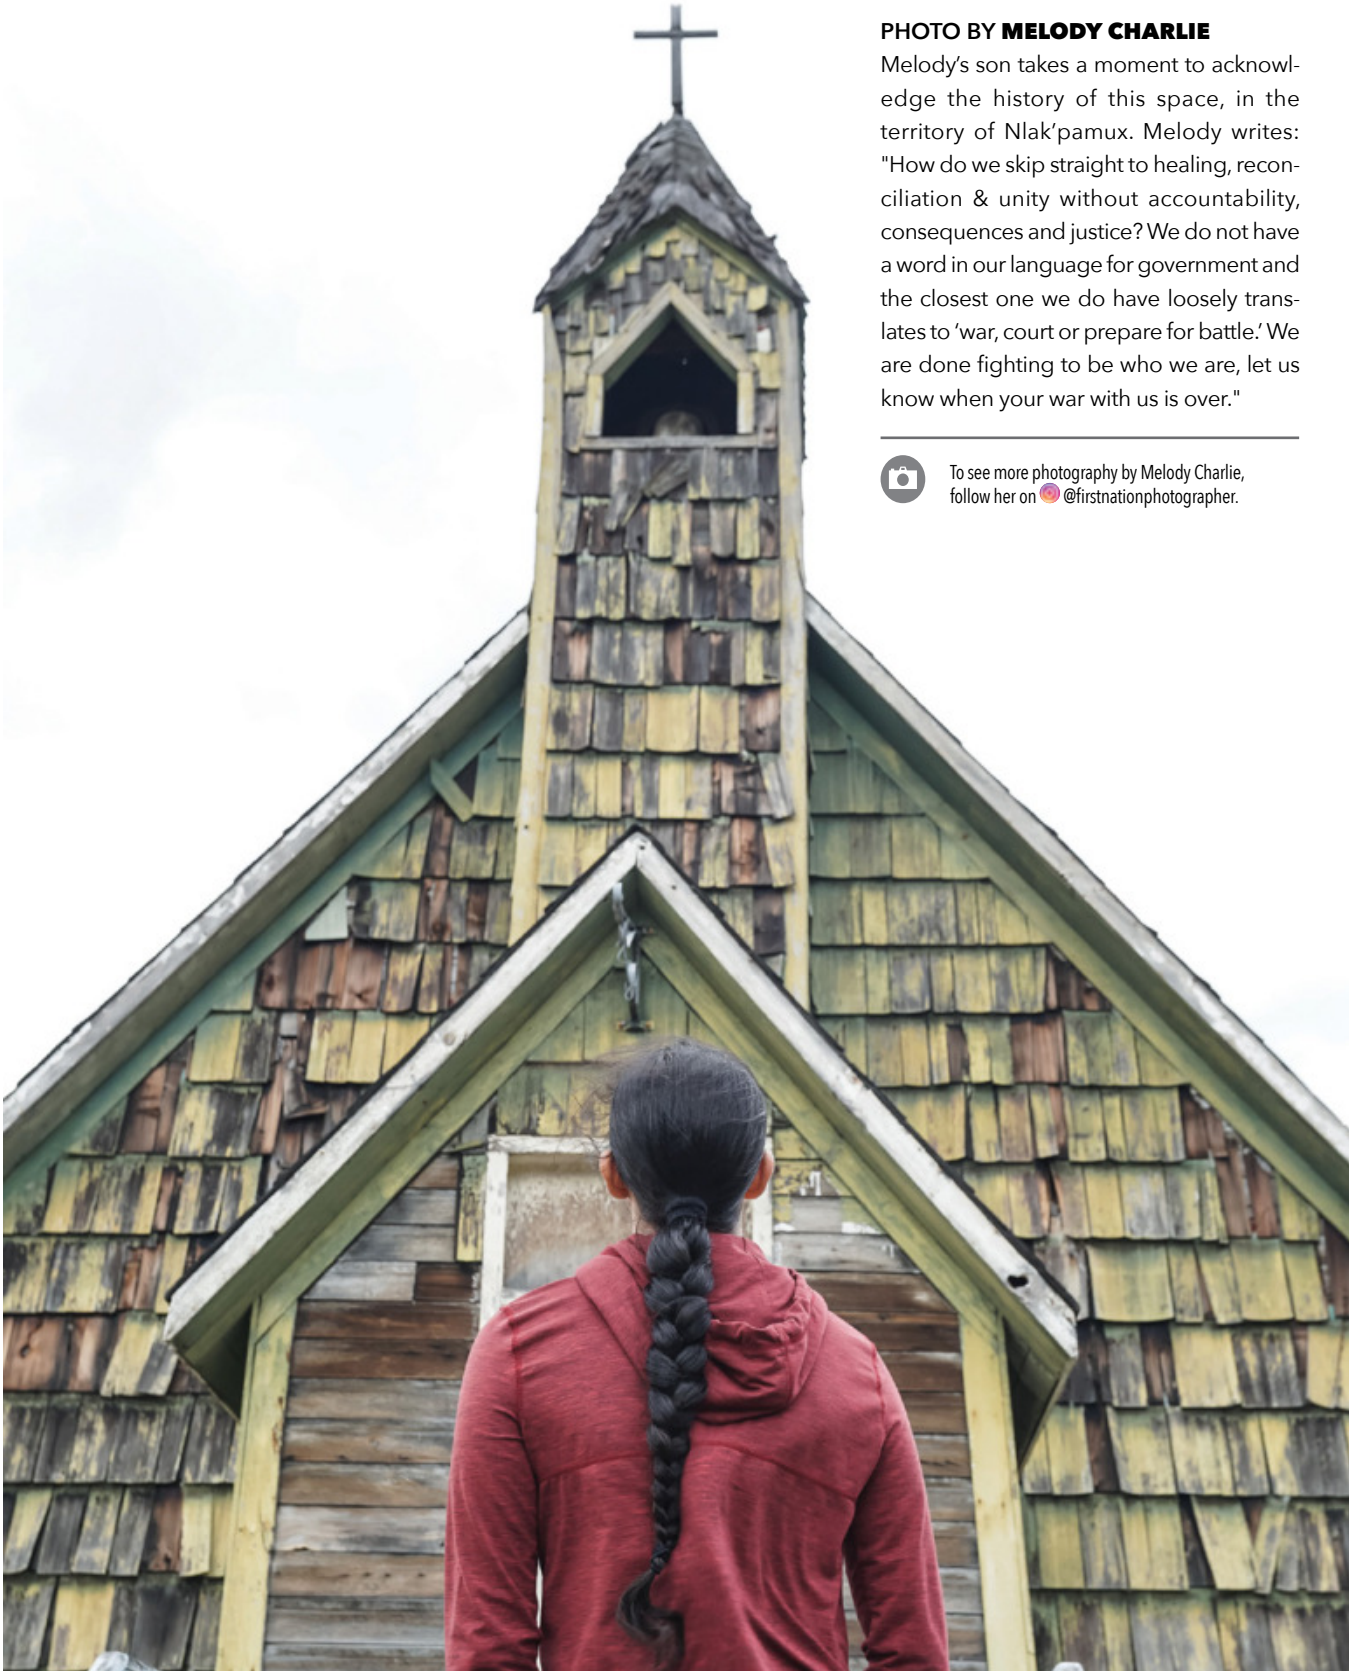 PHOTO BY MELODY CHARLIE
Melody’s son takes a moment to acknowl-
edge the history of this space, in the
territory of Nlak’pamux. Melody writes:
"How do we skip straight to healing, recon-
ciliation & unity without accountability,
consequences and justice? We do not have
a word in our language for government and
the closest one we do have loosely trans-
lates to ‘war, court or prepare for battle.’ We
are done fighting to be who we are, let us
know when your war with us is over."
To see more photography by Melody Charlie,
follow her on @firstnationphotographer.